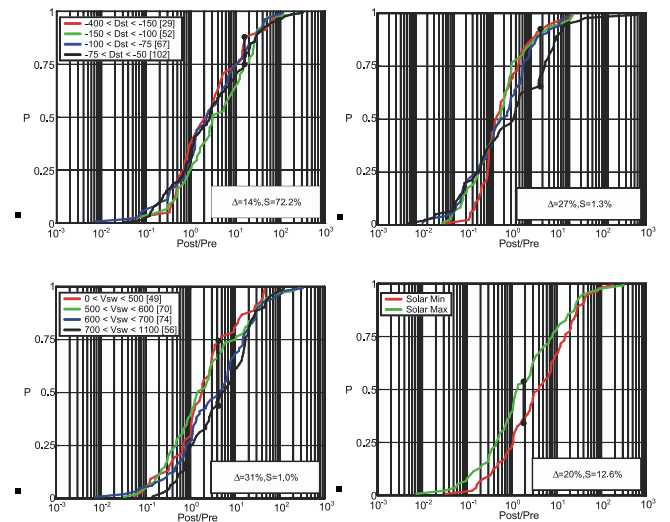 -400 < Dst < -150 [29]
-150 < Dst < -100 [52]
-100 < Dst < -75 [67]
-75 < Dst < -50 [102]
1
0.75
P
0.5
0.25
0
Δ=14%,S=72.2%
10-3 10-2 10-1 100 101 102 103
Post/Pre
1
0.75
P
0.5
0.25
0
Δ=27%,S=1.3%
10-3 10-2 10-1 100 101 102 103
Post/Pre
0 < Vsw < 500 [49]
500 < Vsw < 600 [70]
600 < Vsw < 700 [74]
700 < Vsw < 1100 [56]
1
0.75
P
0.5
0.25
0
Δ=31%,S=1.0%
10-3 10-2 10-1 100 101 102 103
Post/Pre
Solar Min
Solar Max
1
0.75
P
0.5
0.25
0
Δ=20%,S=12.6%
10-3 10-2 10-1 100 101 102 103
Post/Pre